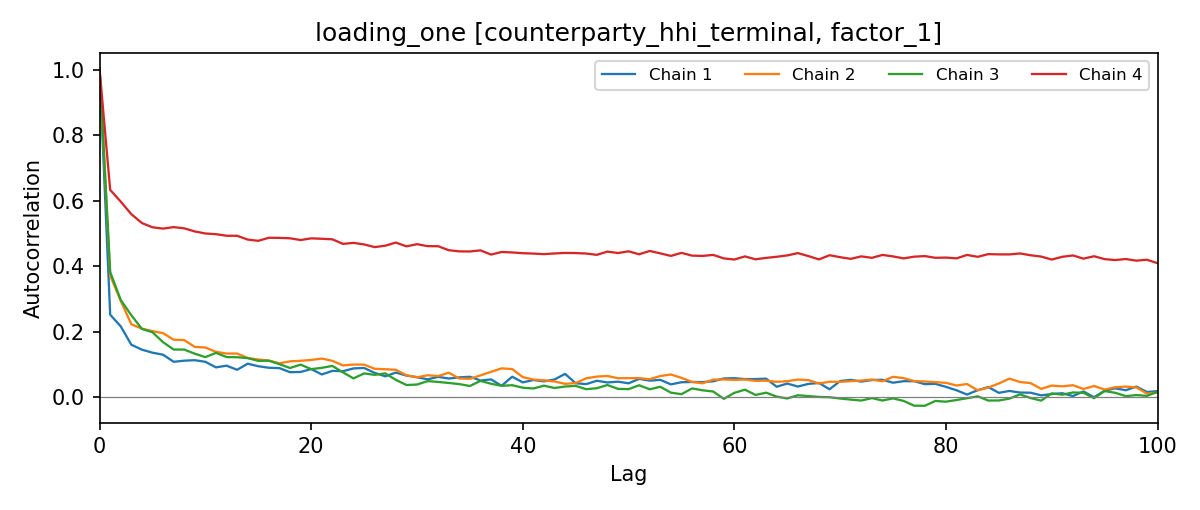 loading_one [counterparty_hhi_terminal, factor_1]
Chain 1 Chain 2 Chain 3 Chain 4
Autocorrelation
1.0
0.8
0.6
0.4
0.2
0.0
0 20 40 60 80 100
Lag